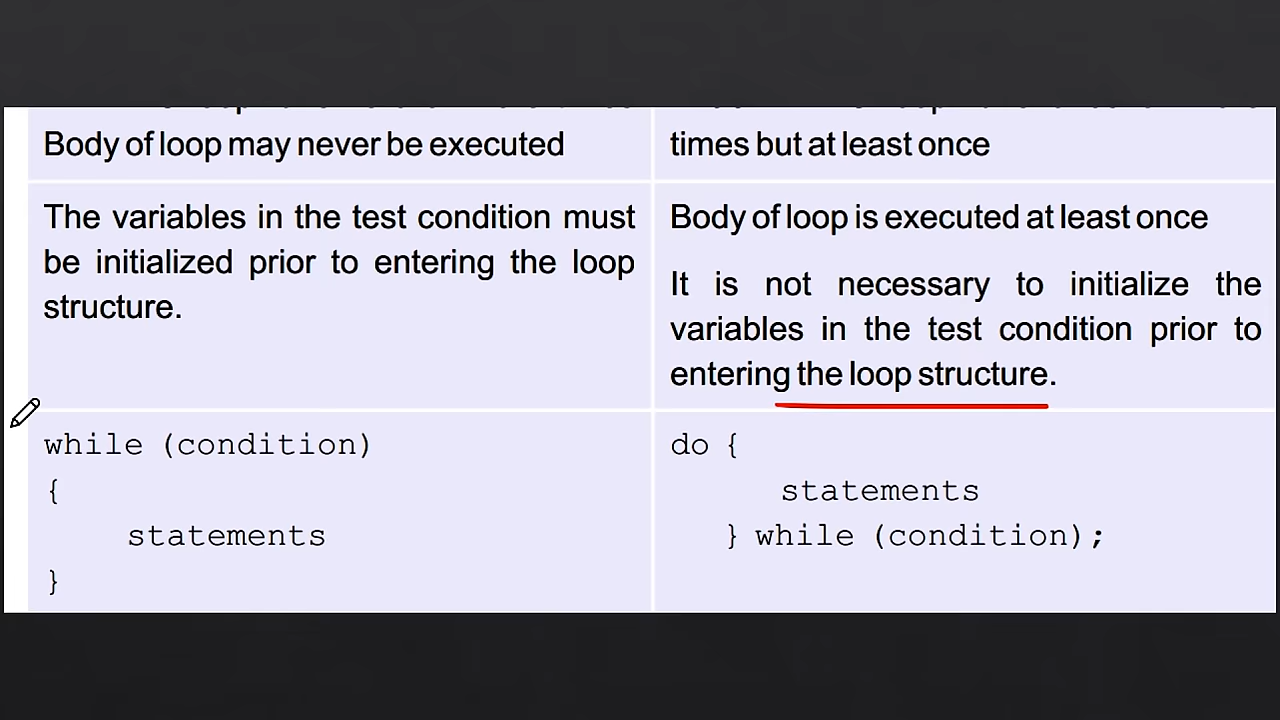 Body of loop may never be executed
times but at least once
The variables in the test condition must
be initialized prior to entering the loop
structure.
Body of loop is executed at least once
It is not necessary to initialize the
variables in the test condition prior to
entering the loop structure.
while (condition)
{
statements
}
do {
statements
} while (condition);